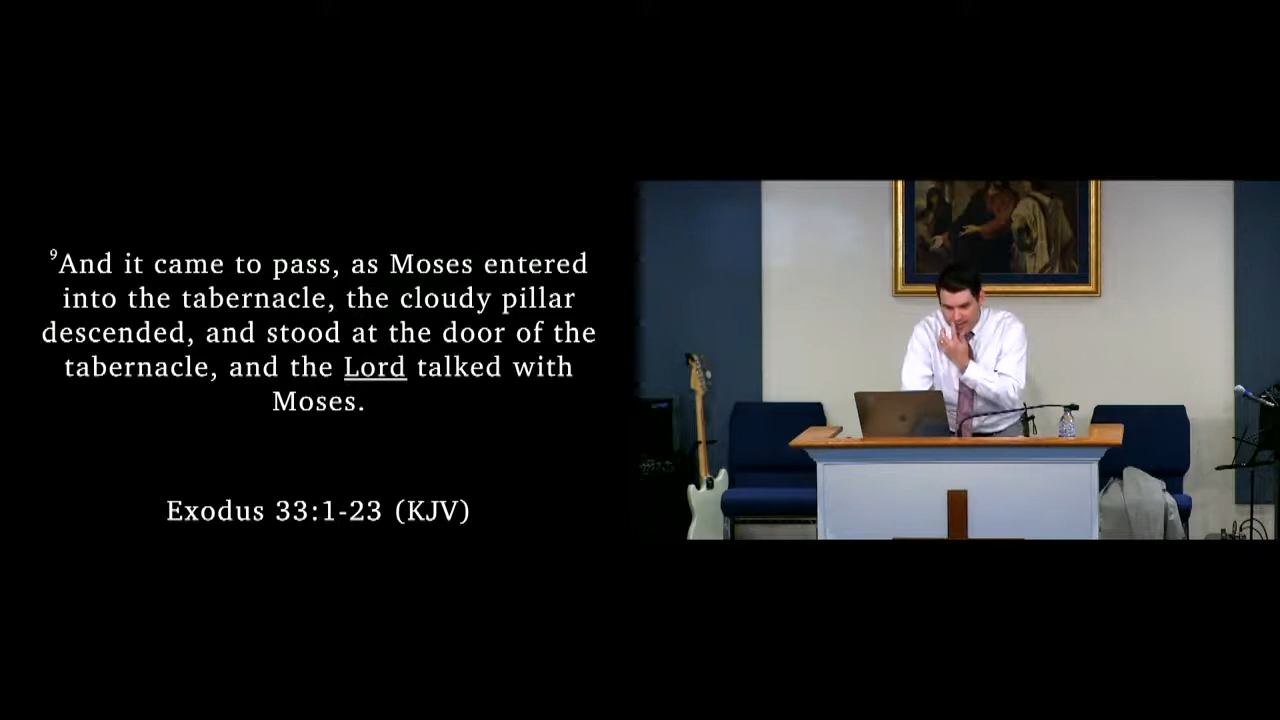 ⁹And it came to pass, as Moses entered
into the tabernacle, the cloudy pillar
descended, and stood at the door of the
tabernacle, and the Lord talked with
Moses.
Exodus 33:1-23 (KJV)